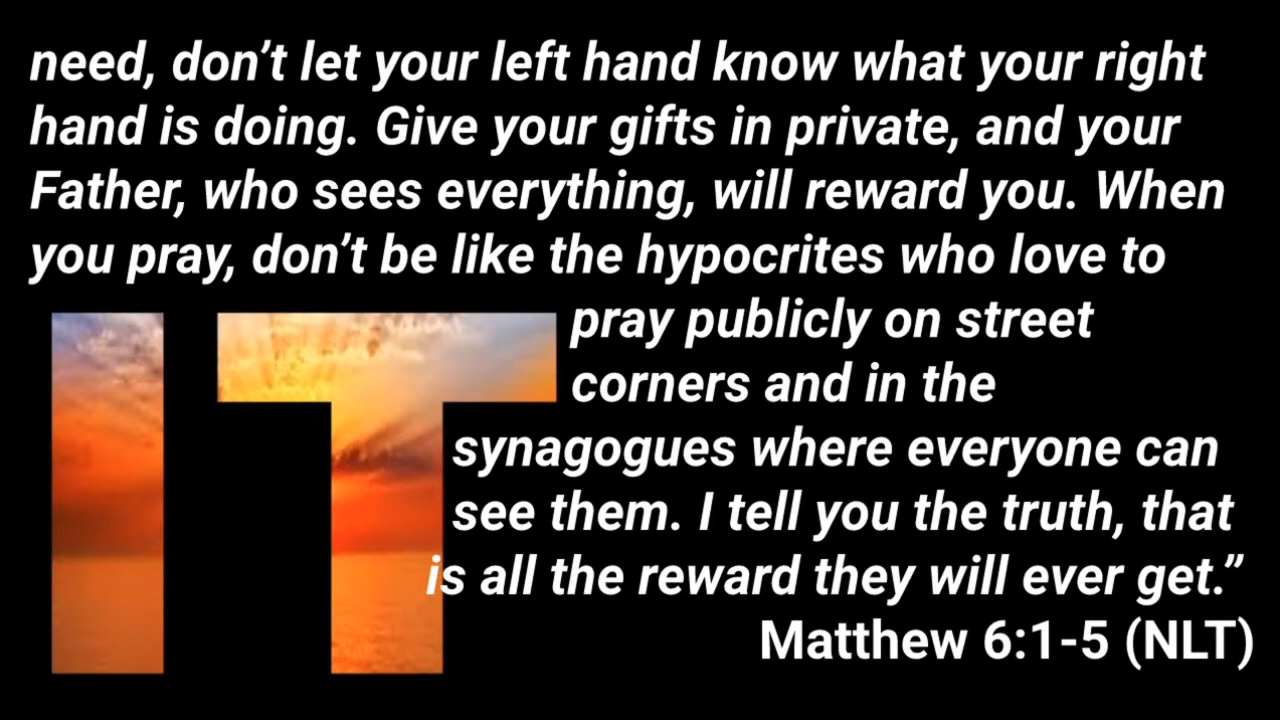 need, don’t let your left hand know what your right
hand is doing. Give your gifts in private, and your
Father, who sees everything, will reward you. When
you pray, don’t be like the hypocrites who love to
pray publicly on street
corners and in the
synagogues where everyone can
see them. I tell you the truth, that
is all the reward they will ever get.”
Matthew 6:1-5 (NLT)
IT